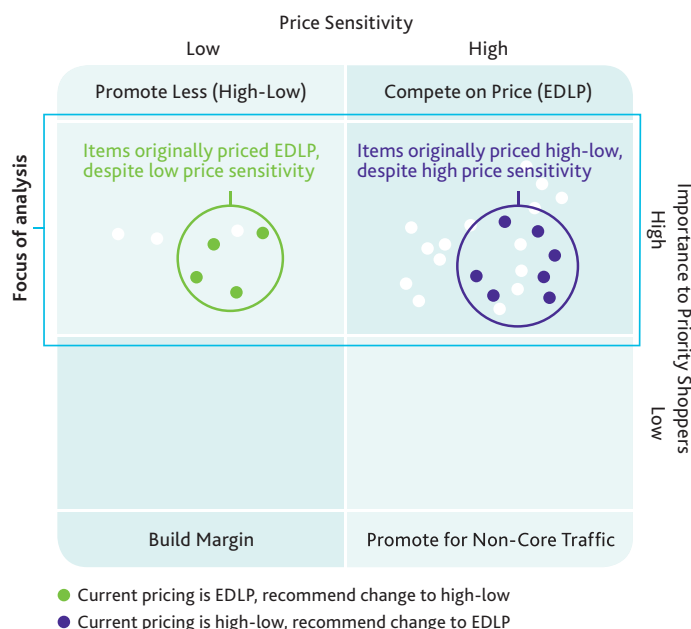 Price Sensitivity
Low
High
Promote Less (High-Low)
Compete on Price (EDLP)
Focus of analysis
Items originally priced EDLP,
despite low price sensitivity
Items originally priced high-low,
despite high price sensitivity
Importance to Priority Shoppers
High
Low
Build Margin
Promote for Non-Core Traffic
Current pricing is EDLP, recommend change to high-low
Current pricing is high-low, recommend change to EDLP